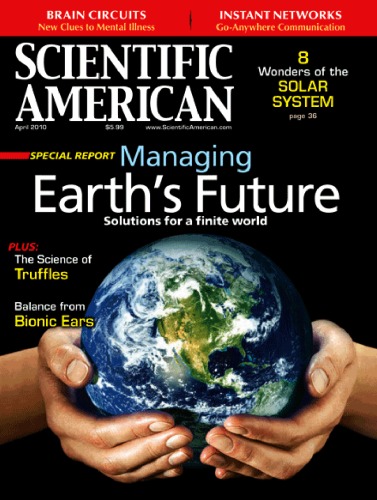 BRAIN CIRCUITS
New Clues to Mental Illness
INSTANT NETWORKS
Go-Anywhere Communication
SCIENTIFIC
AMERICAN
April 2010 $5.99 www.ScientificAmerican.com
8
Wonders of the
SOLAR
SYSTEM
page 36
SPECIAL REPORT Managing
Earth's Future
Solutions for a finite world
PLUS:
The Science of
Truffles
Balance from
Bionic Ears